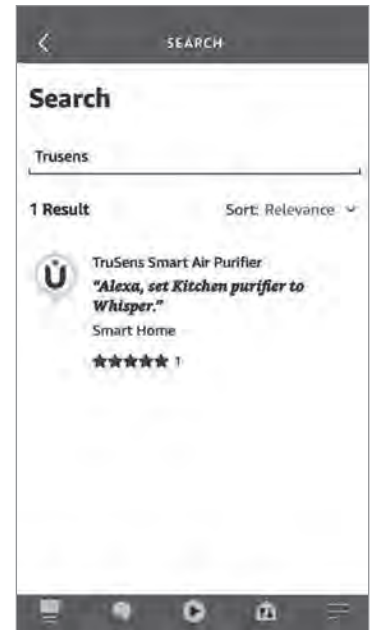 SEARCH
Search
Trusens
1 Result Sort: Relevance
TruSens Smart Air Purifier
"Alexa, set Kitchen purifier to
Whisper."
Smart Home
1